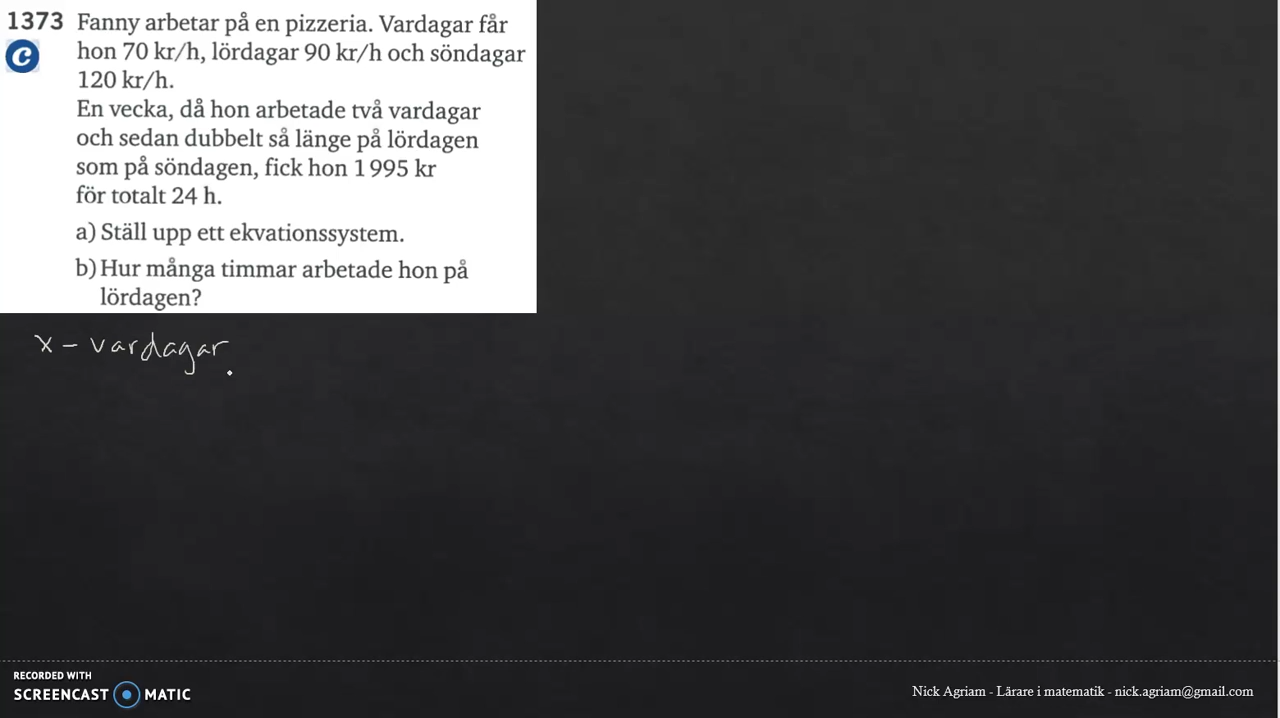 1373 Fanny arbetar på en pizzeria. Vardagar får
C hon 70 kr/h, lördagar 90 kr/h och söndagar
120 kr/h.
En vecka, då hon arbetade två vardagar
och sedan dubbelt så länge på lördagen
som på söndagen, fick hon 1 995 kr
för totalt 24 h.
a) Ställ upp ett ekvationssystem.
b) Hur många timmar arbetade hon på
lördagen?
x - vardagar
RECORDED WITH
SCREENCAST MATIC
Nick Agriam - Lärare i matematik - nick.agriam@gmail.com